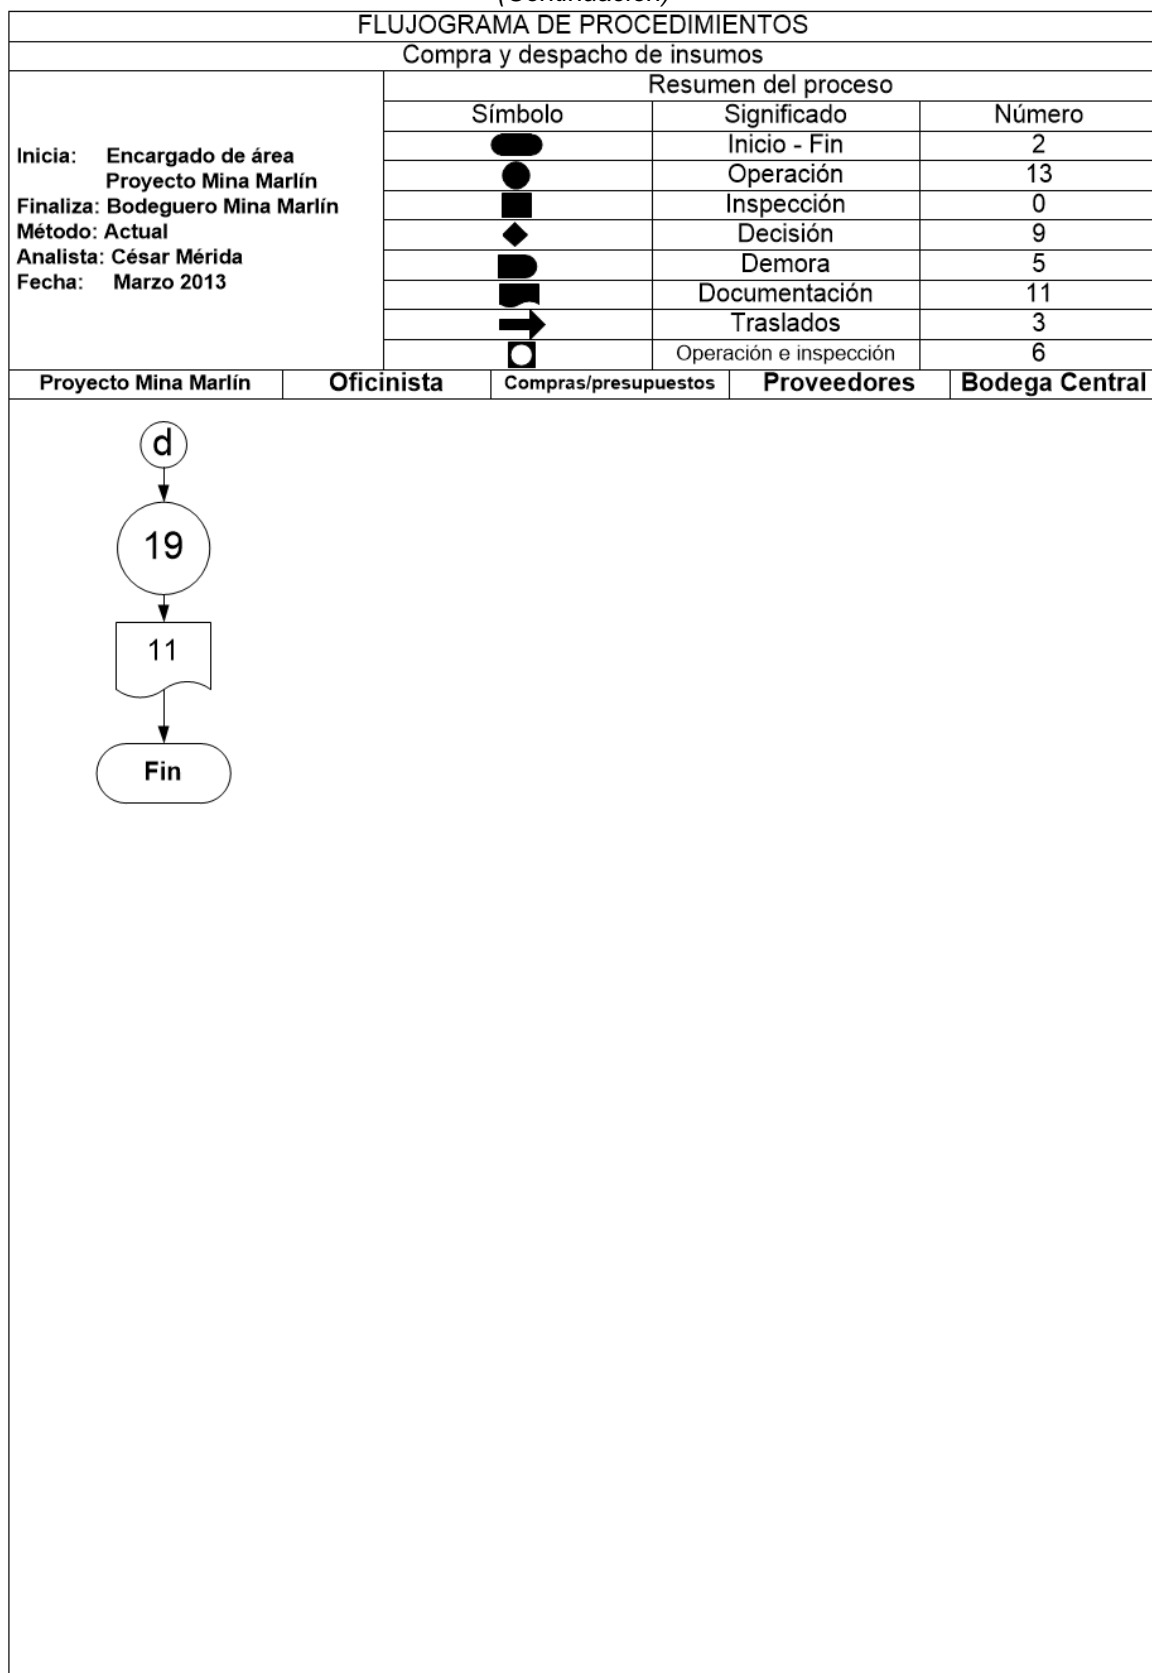 (Continuación)
FLUJOGRAMA DE PROCEDIMIENTOS
Compra y despacho de insumos
Resumen del proceso
Símbolo Significado Número
Inicio - Fin 2
Operación 13
Inspección 0
Decisión 9
Demora 5
Documentación 11
Traslados 3
Operación e inspección 6
Inicia: Encargado de área
Proyecto Mina Marlín
Finaliza: Bodeguero Mina Marlín
Método: Actual
Analista: César Mérida
Fecha: Marzo 2013
Proyecto Mina Marlín Oficinista Compras/presupuestos Proveedores Bodega Central
d
19
11
Fin